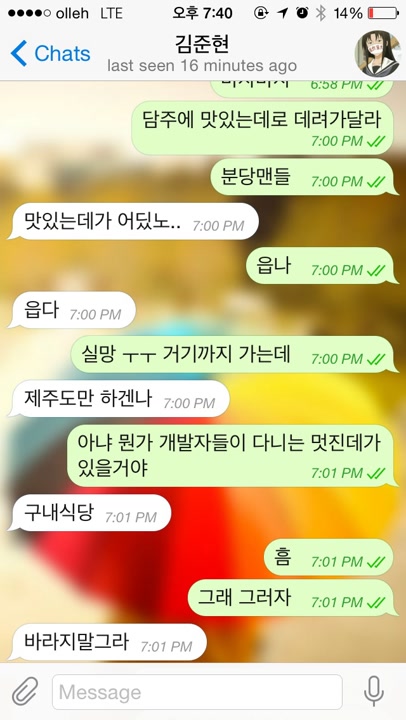 olleh LTE 오후 7:40 14%
Chats
김준현
last seen 16 minutes ago
6:58 PM
담주에 맛있는데로 데려가달라
7:00 PM
분당맨들 7:00 PM
맛있는데가 어딨노.. 7:00 PM
읍나 7:00 PM
읍다 7:00 PM
실망 ㅜㅜ 거기까지 가는데 7:00 PM
제주도만 하겐나 7:00 PM
아냐 뭔가 개발자들이 다니는 멋진데가
있을거야 7:01 PM
구내식당 7:01 PM
흠 7:01 PM
그래 그러자 7:01 PM
바라지말그라 7:01 PM
Message